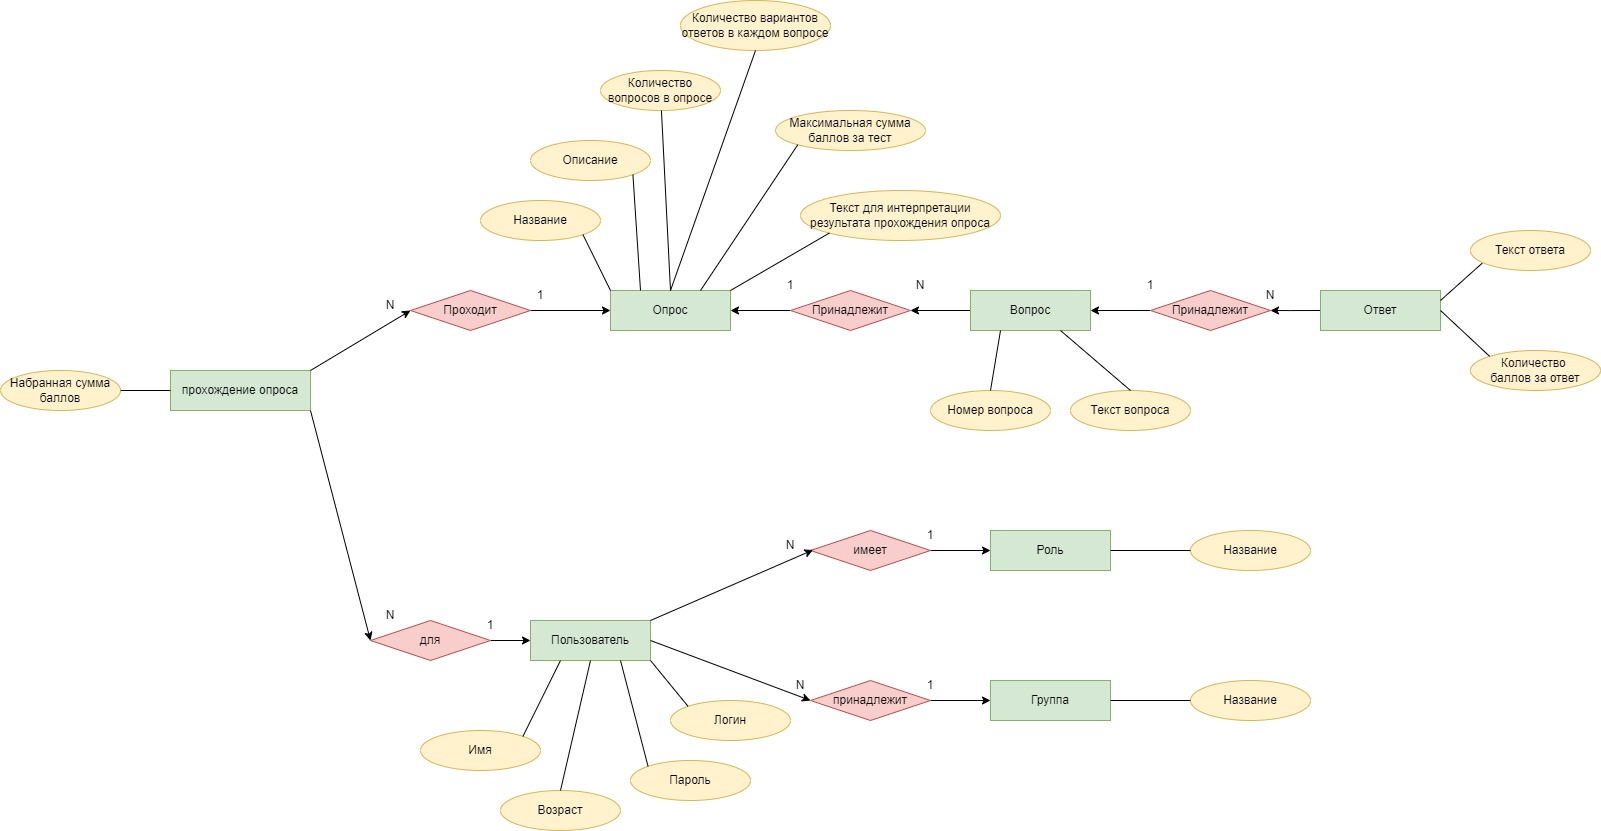 Количество вариантов
ответов в каждом вопросе
Количество
вопросов в опросе
Максимальная сумма
баллов за тест
Описание
Название
Текст для интерпретации
результата прохождения опроса
Текст ответа
N
Проходит
1
Опрос
1
Принадлежит
N
Вопрос
1
Принадлежит
N
Ответ
Набранная сумма
баллов
прохождение опроса
Количество
баллов за ответ
Номер вопроса
Текст вопроса
N
имеет
1
Роль
Название
N
для
1
Пользователь
N
принадлежит
1
Группа
Название
Логин
Имя
Пароль
Возраст